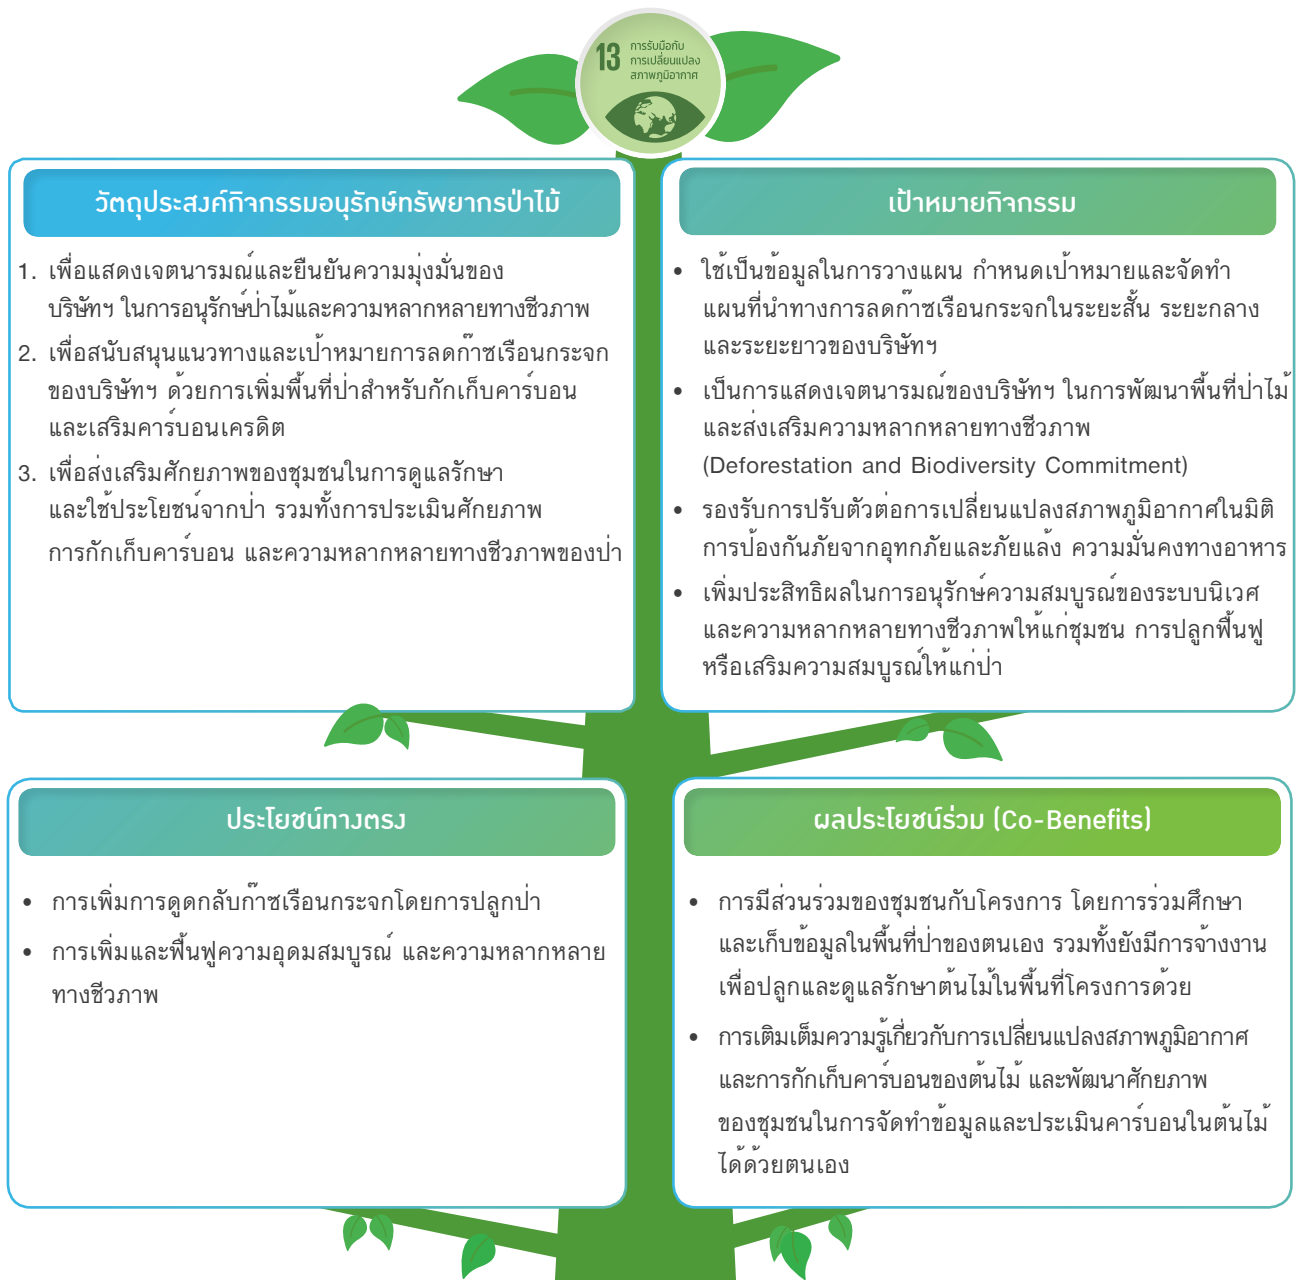 13
การรับมือกับ
การเปลี่ยนแปลง
สภาพภูมิอากาศ
วัตถุประสงค์กิจกรรมอนุรักษ์ทรัพยากรป่าไม้
1. เพื่อแสดงเจตนารมณ์และยืนยันความมุ่งมั่นของ
บริษัทฯ ในการอนุรักษ์ป่าไม้และความหลากหลายทางชีวภาพ
2. เพื่อสนับสนุนแนวทางและเป้าหมายการลดก๊าซเรือนกระจก
ของบริษัทฯ ด้วยการเพิ่มพื้นที่ป่าสำหรับกักเก็บคาร์บอน
และเสริมคาร์บอนเครดิต
3. เพื่อส่งเสริมศักยภาพของชุมชนในการดูแลรักษา
และใช้ประโยชน์จากป่า รวมทั้งการประเมินศักยภาพ
การกักเก็บคาร์บอน และความหลากหลายทางชีวภาพของป่า
เป้าหมายกิจกรรม
• ใช้เป็นข้อมูลในการวางแผน กำหนดเป้าหมายและจัดทำ
แผนที่นำทางการลดก๊าซเรือนกระจกในระยะสั้น ระยะกลาง
และระยะยาวของบริษัทฯ
• เป็นการแสดงเจตนารมณ์ของบริษัทฯ ในการพัฒนาพื้นที่ป่าไม้
และส่งเสริมความหลากหลายทางชีวภาพ
(Deforestation and Biodiversity Commitment)
• รองรับการปรับตัวต่อการเปลี่ยนแปลงสภาพภูมิอากาศในมิติ
การป้องกันภัยจากอุทกภัยและภัยแล้ง ความมั่นคงทางอาหาร
• เพิ่มประสิทธิผลในการอนุรักษ์ความสมบูรณ์ของระบบนิเวศ
และความหลากหลายทางชีวภาพให้แก่ชุมชน การปลูกฟื้นฟู
หรือเสริมความสมบูรณ์ให้แก่ป่า
ประโยชน์ทางตรง
• การเพิ่มการดูดกลับก๊าซเรือนกระจกโดยการปลูกป่า
• การเพิ่มและฟื้นฟูความอุดมสมบูรณ์ และความหลากหลาย
ทางชีวภาพ
ผลประโยชน์ร่วม (Co-Benefits)
• การมีส่วนร่วมของชุมชนกับโครงการ โดยการร่วมศึกษา
และเก็บข้อมูลในพื้นที่ป่าของตนเอง รวมทั้งยังมีการจ้างงาน
เพื่อปลูกและดูแลรักษาต้นไม้ในพื้นที่โครงการด้วย
• การเติมเต็มความรู้เกี่ยวกับการเปลี่ยนแปลงสภาพภูมิอากาศ
และการกักเก็บคาร์บอนของต้นไม้ และพัฒนาศักยภาพ
ของชุมชนในการจัดทำข้อมูลและประเมินคาร์บอนในต้นไม้
ได้ด้วยตนเอง